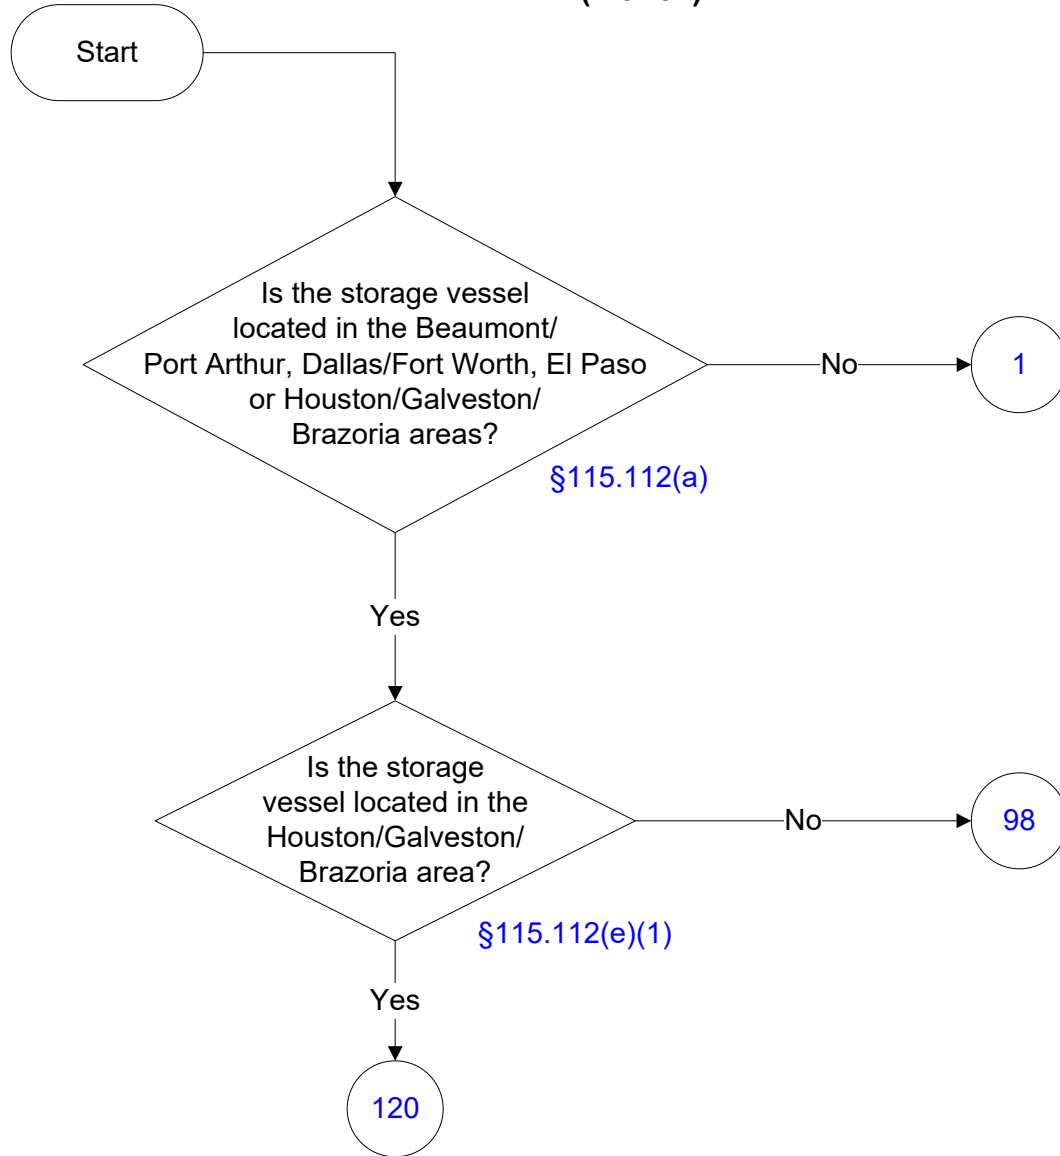 Start
Is the storage vessel
located in the Beaumont/
Port Arthur, Dallas/Fort Worth, El Paso
or Houston/Galveston/
Brazoria areas?
No
1
§115.112(a)
Yes
Is the storage
vessel located in the
Houston/Galveston/
Brazoria area?
No
98
§115.112(e)(1)
Yes
120